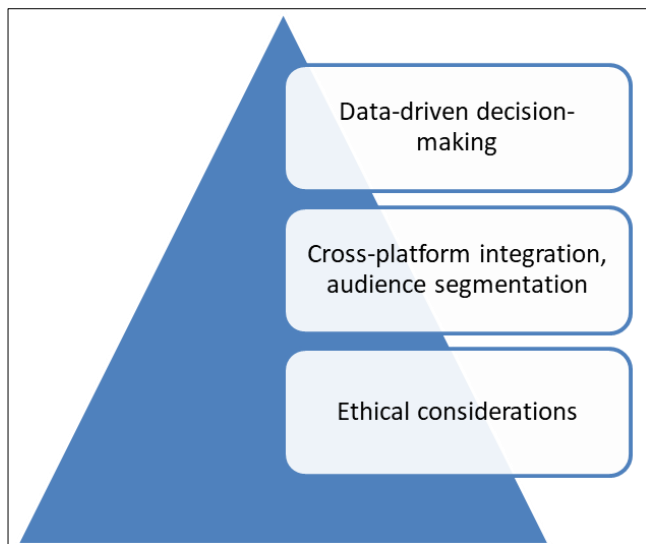 Data-driven decision-
making
Cross-platform integration,
audience segmentation
Ethical considerations